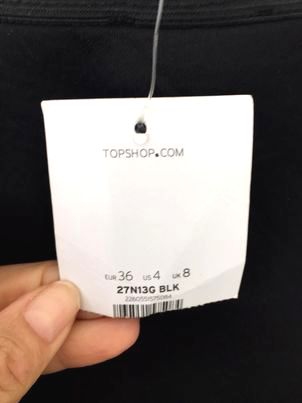 TOPSHOP.COM
EUR 36 US 4 UK 8
27N13G BLK